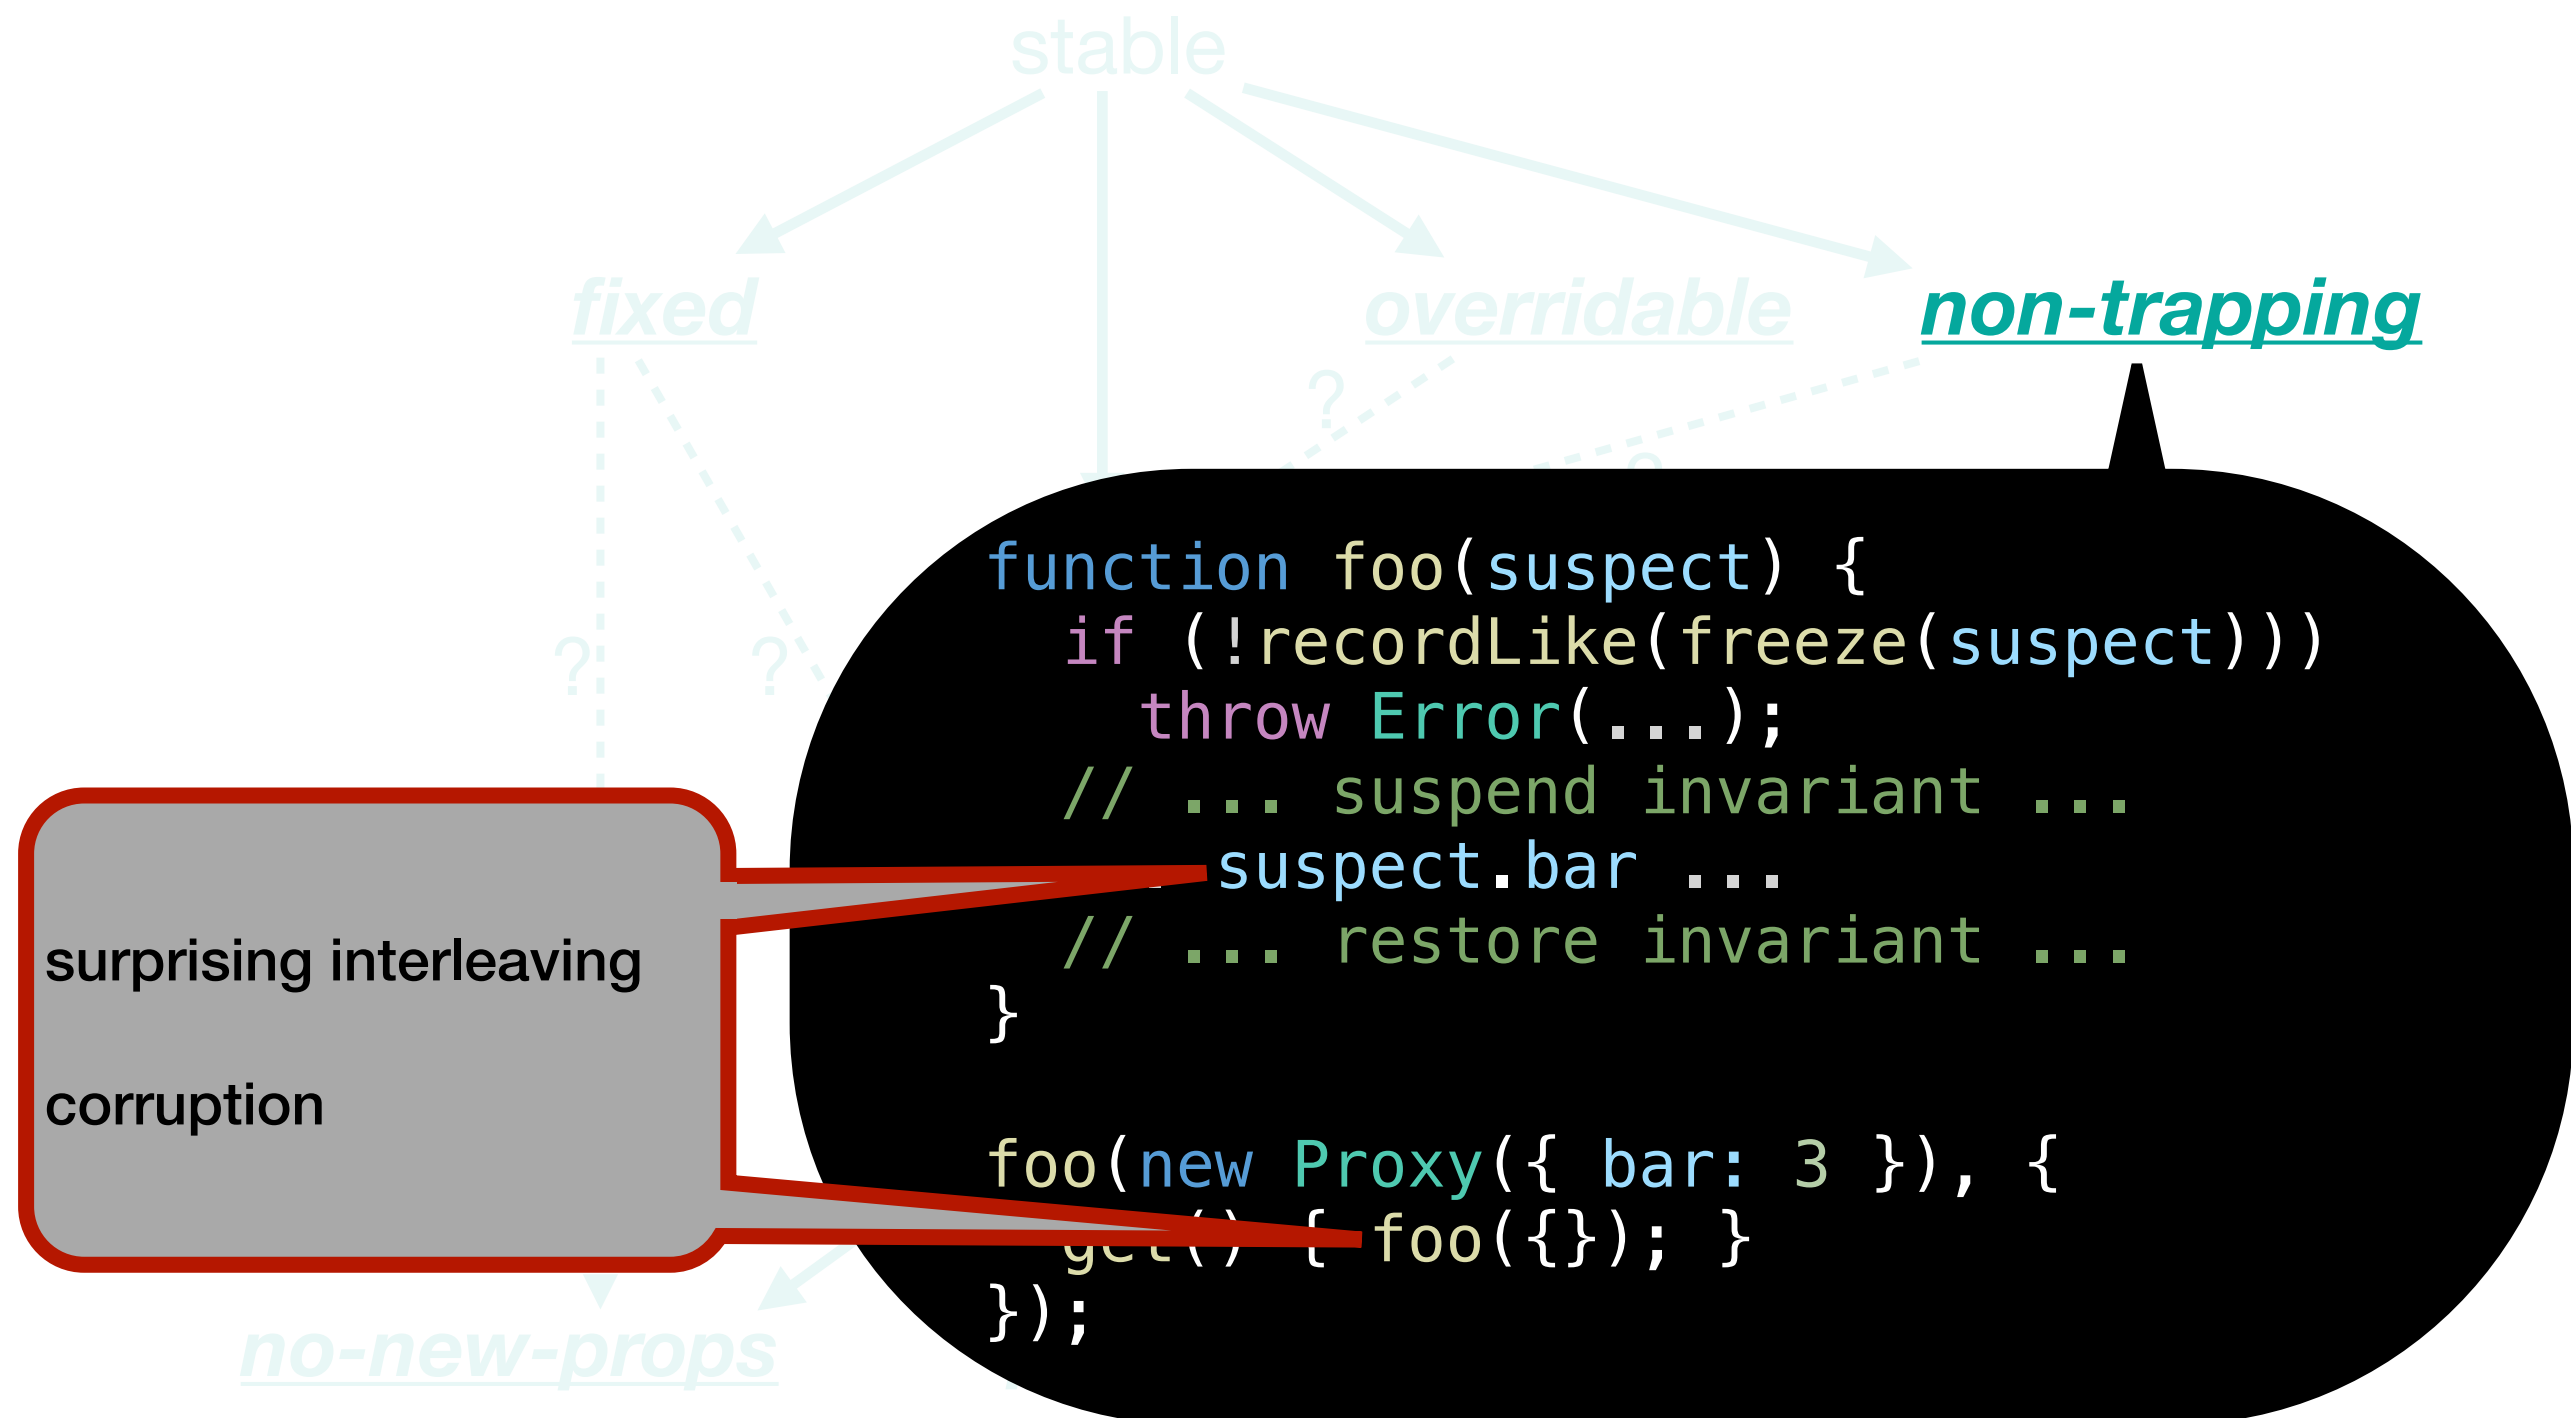 stable
fixed
overridable
non-trapping
?
?
? ?
function foo(suspect) {
if (!recordLike(freeze(suspect)))
throw Error(...);
// ... suspend invariant ...
suspect.bar ...
// ... restore invariant ...
}
surprising interleaving
corruption
foo(new Proxy({ bar: 3 }), {
get() { foo({}); }
});
no-new-props